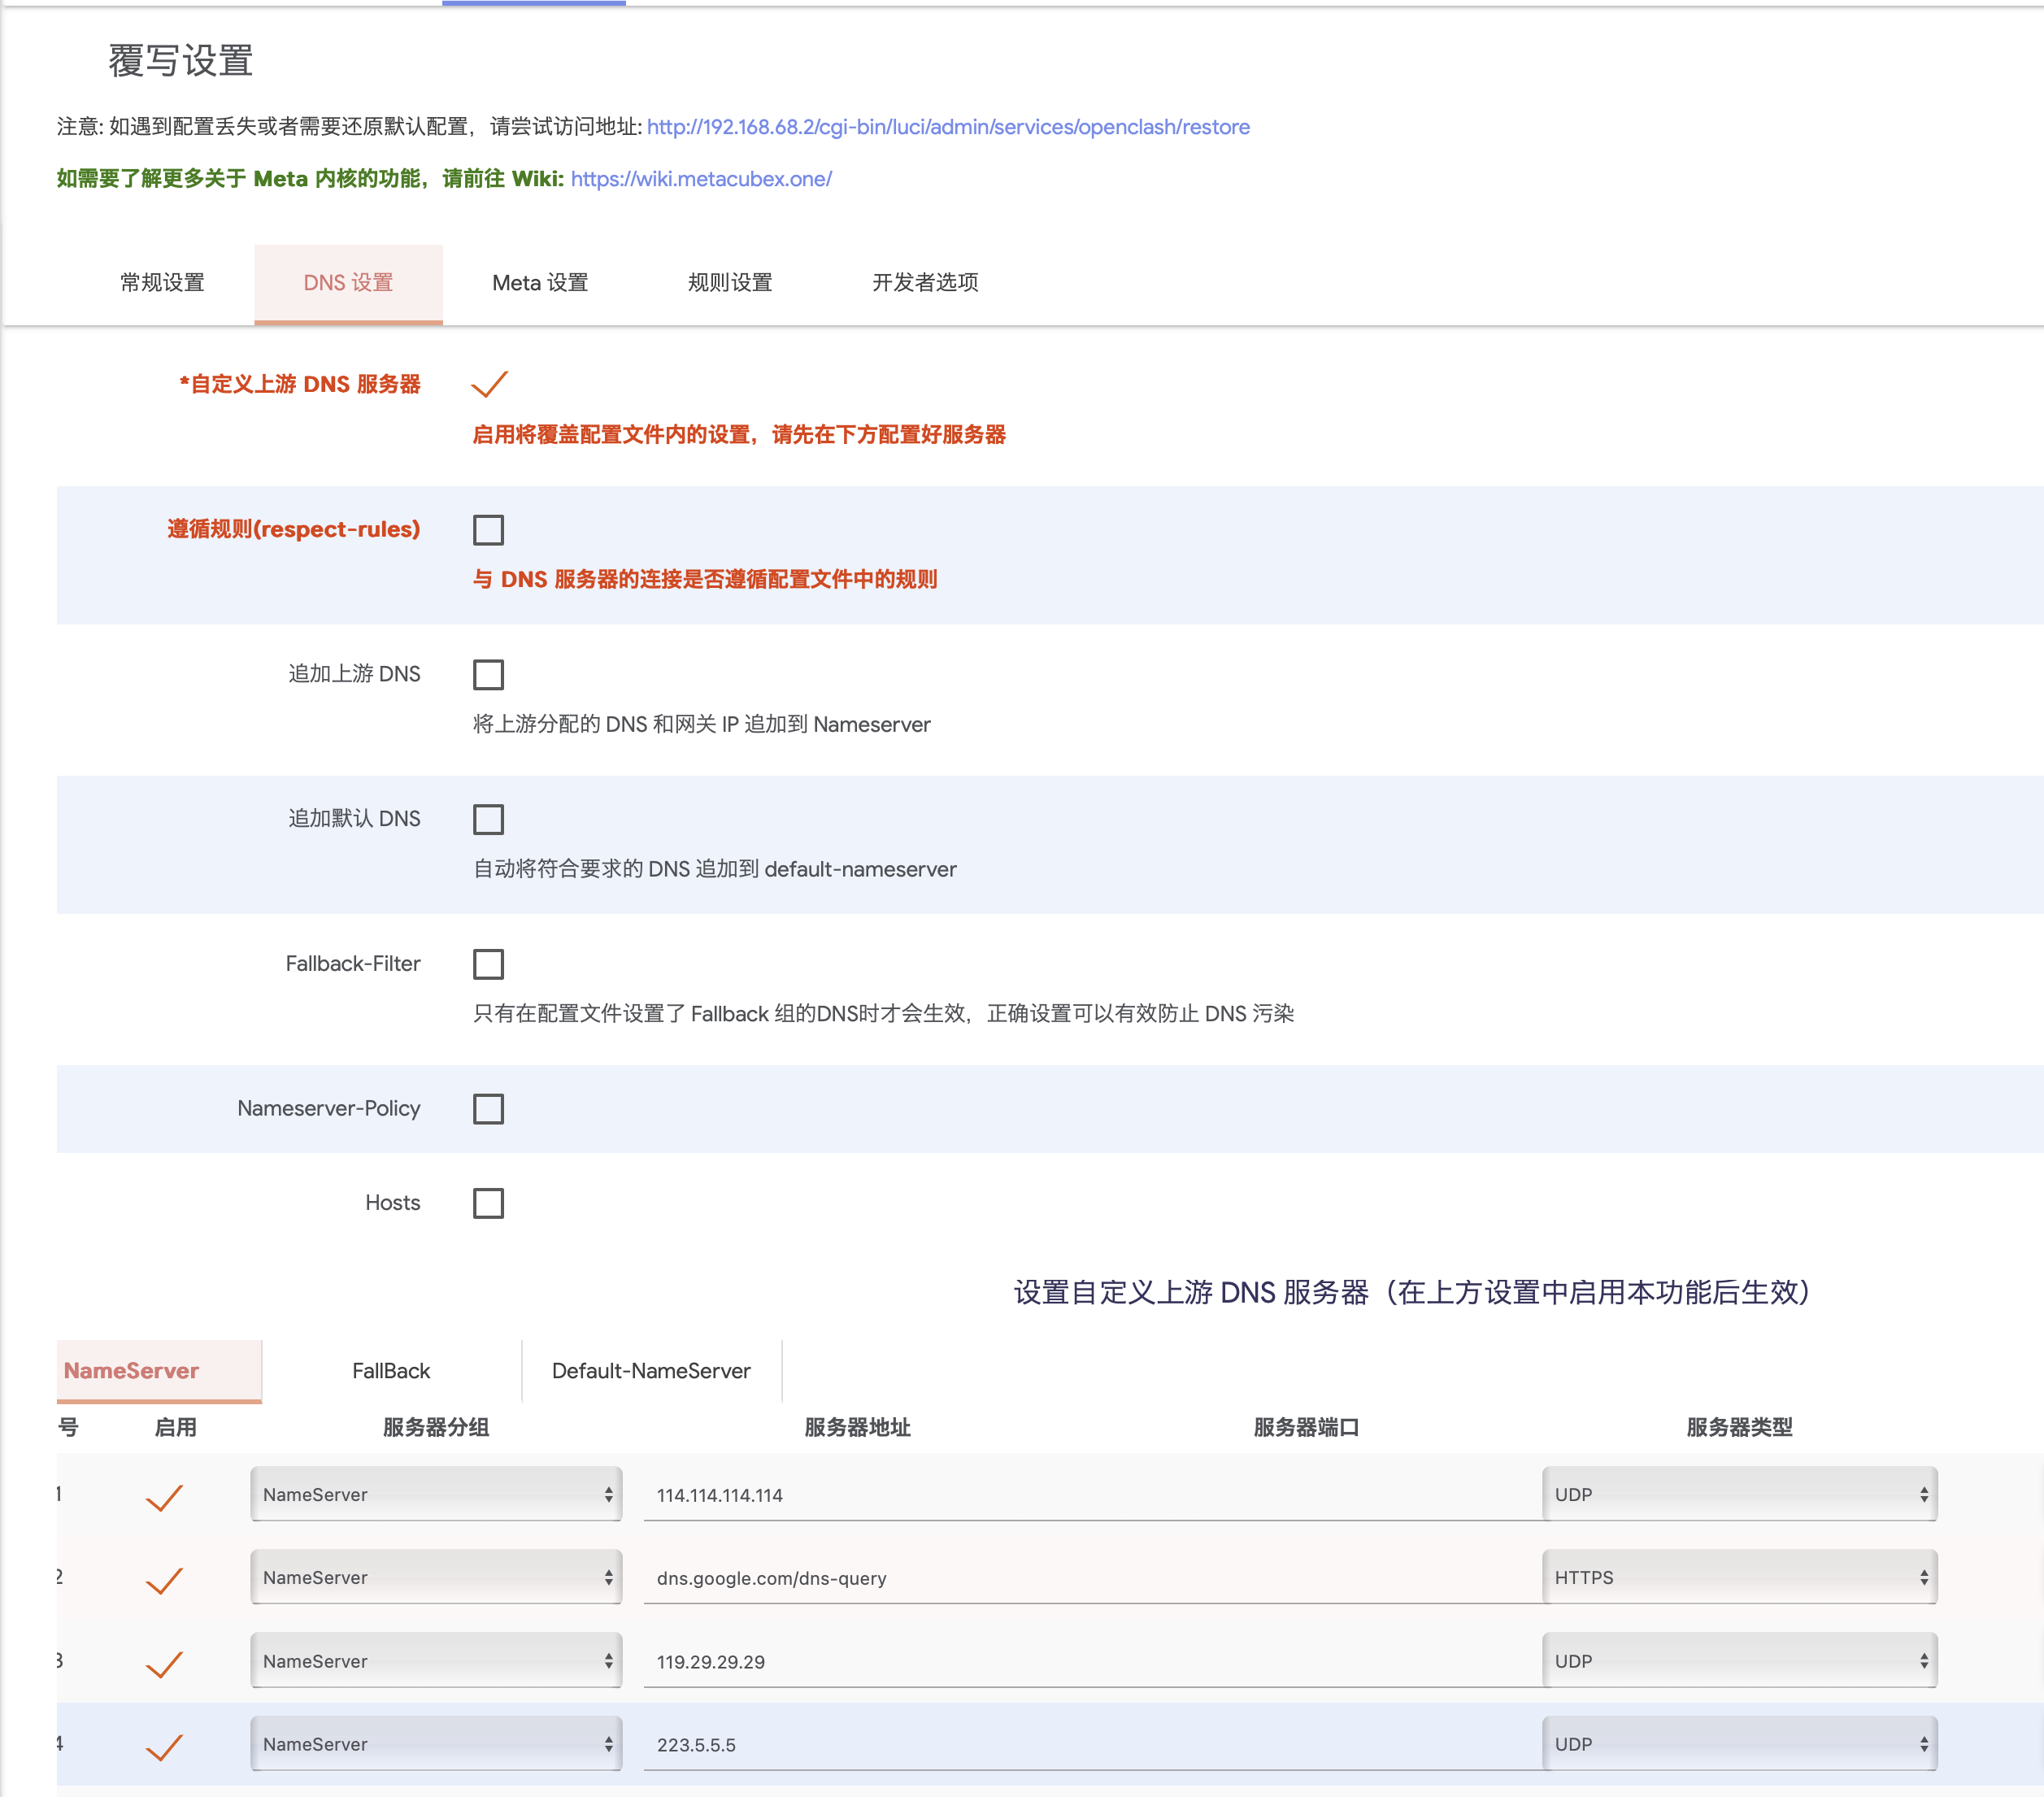 覆写设置
注意: 如遇到配置丢失或者需要还原默认配置，请尝试访问地址: http://192.168.68.2/cgi-bin/luci/admin/services/openclash/restore
如需要了解更多关于 Meta 内核的功能，请前往 Wiki: https://wiki.metacubex.one/
常规设置 DNS 设置 Meta 设置 规则设置 开发者选项
*自定义上游 DNS 服务器
启用将覆盖配置文件内的设置，请先在下方配置好服务器
遵循规则(respect-rules)
与 DNS 服务器的连接是否遵循配置文件中的规则
追加上游 DNS
将上游分配的 DNS 和网关 IP 追加到 Nameserver
追加默认 DNS
自动将符合要求的 DNS 追加到 default-nameserver
Fallback-Filter
只有在配置文件设置了 Fallback 组的DNS时才会生效，正确设置可以有效防止 DNS 污染
Nameserver-Policy
Hosts
设置自定义上游 DNS 服务器（在上方设置中启用本功能后生效）
NameServer FallBack Default-NameServer
号 启用 服务器分组 服务器地址 服务器端口 服务器类型
1 NameServer 114.114.114.114 UDP
2 NameServer dns.google.com/dns-query HTTPS
3 NameServer 119.29.29.29 UDP
4 NameServer 223.5.5.5 UDP